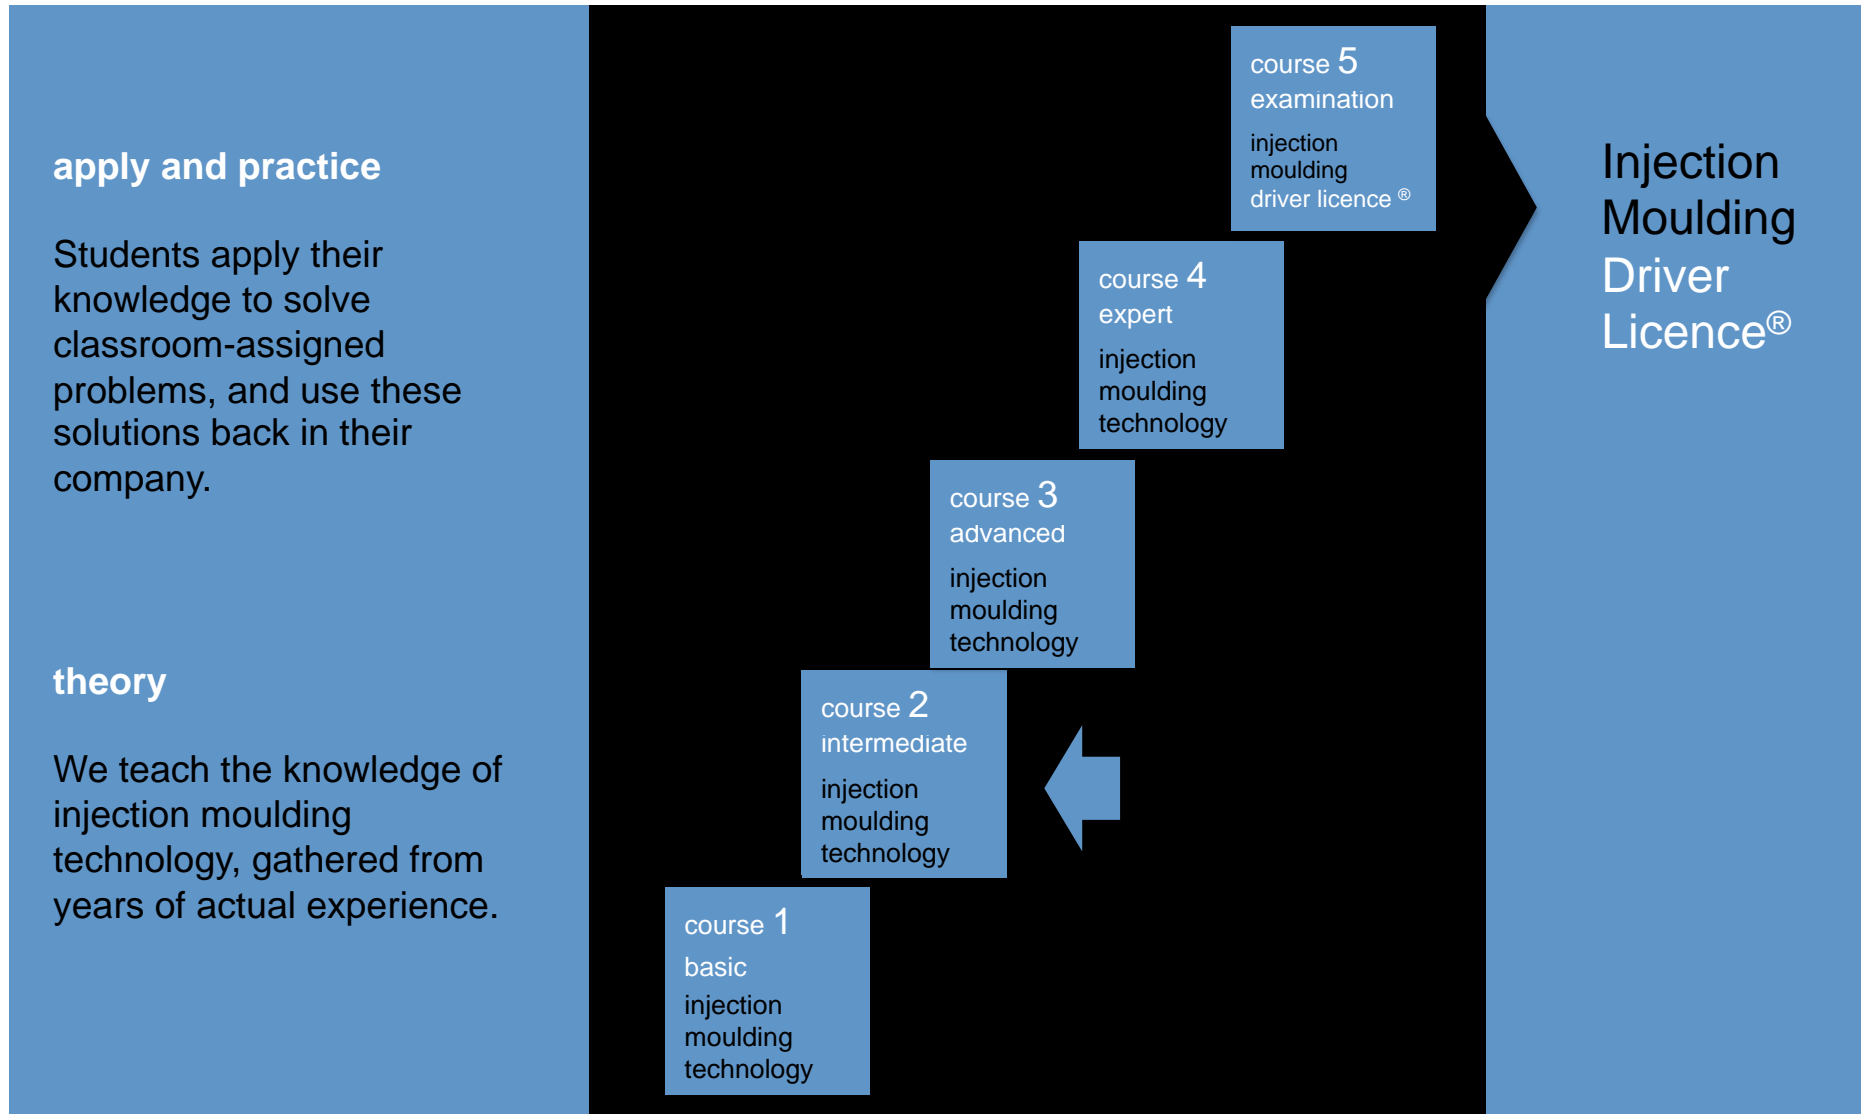 apply and practice
Students apply their
knowledge to solve
classroom-assigned
problems, and use these
solutions back in their
company.
theory
We teach the knowledge of
injection moulding
technology, gathered from
years of actual experience.
course 5
examination
injection
moulding
driver licence ®
course 4
expert
injection
moulding
technology
course 3
advanced
injection
moulding
technology
course 2
intermediate
injection
moulding
technology
course 1
basic
injection
moulding
technology
Injection
Moulding
Driver
Licence®